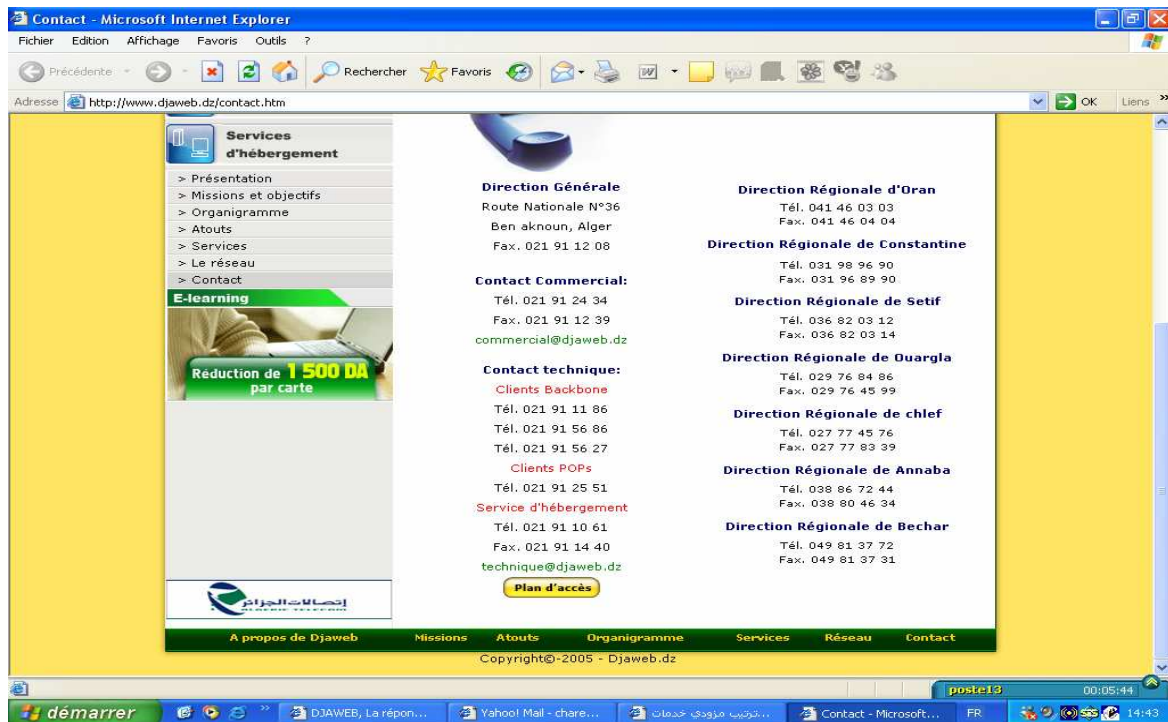 Contact - Microsoft Internet Explorer
Fichier Edition Affichage Favoris Outils ?
Précédente Rechercher Favoris
Adresse http://www.djaweb.dz/contact.htm OK Liens »
Services
d'hébergement
> Présentation
> Missions et objectifs
> Organigramme
> Atouts
> Services
> Le réseau
> Contact
E-learning
Réduction de 1 500 DA
par carte
إتصالات الجزائر
Direction Générale
Route Nationale N°36
Ben aknoun, Alger
Fax. 021 91 12 08
Contact Commercial:
Tél. 021 91 24 34
Fax. 021 91 12 39
commercial@djaweb.dz
Contact technique:
Clients Backbone
Tél. 021 91 11 86
Tél. 021 91 56 86
Tél. 021 91 56 27
Clients POPs
Tél. 021 91 25 51
Service d'hébergement
Tél. 021 91 10 61
Fax. 021 91 14 40
technique@djaweb.dz
Plan d'accès
Direction Régionale d'Oran
Tél. 041 46 03 03
Fax. 041 46 04 04
Direction Régionale de Constantine
Tél. 031 98 96 90
Fax. 031 96 89 90
Direction Régionale de Setif
Tél. 036 82 03 12
Fax. 036 82 03 14
Direction Régionale de Ouargla
Tél. 029 76 84 86
Fax. 029 76 45 99
Direction Régionale de chlef
Tél. 027 77 45 76
Fax. 027 77 83 39
Direction Régionale de Annaba
Tél. 038 86 72 44
Fax. 038 80 46 34
Direction Régionale de Bechar
Tél. 049 81 37 72
Fax. 049 81 37 31
A propos de Djaweb Missions Atouts Organigramme Services Réseau Contact
Copyright©-2005 - Djaweb.dz
poste13 00:05:44
démarrer » DJAWEB, La répon... Yahoo! Mail - chare... ترتيب مزودي خدمات... Contact - Microsoft... FR 14:43